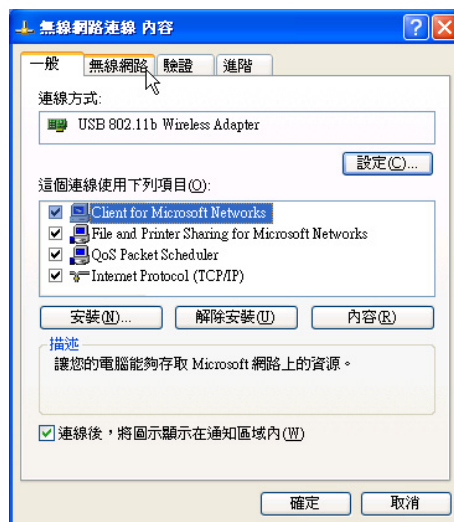 無線網路連線 內容
一般 無線網路 驗證 進階
連線方式:
USB 802.11b Wireless Adapter
設定(C)...
這個連線使用下列項目(O):
Client for Microsoft Networks
File and Printer Sharing for Microsoft Networks
QoS Packet Scheduler
Internet Protocol (TCP/IP)
安裝(N)... 解除安裝(U) 內容(R)
描述
讓您的電腦能夠存取 Microsoft 網路上的資源。
連線後，將圖示顯示在通知區域內(W)
確定 取消